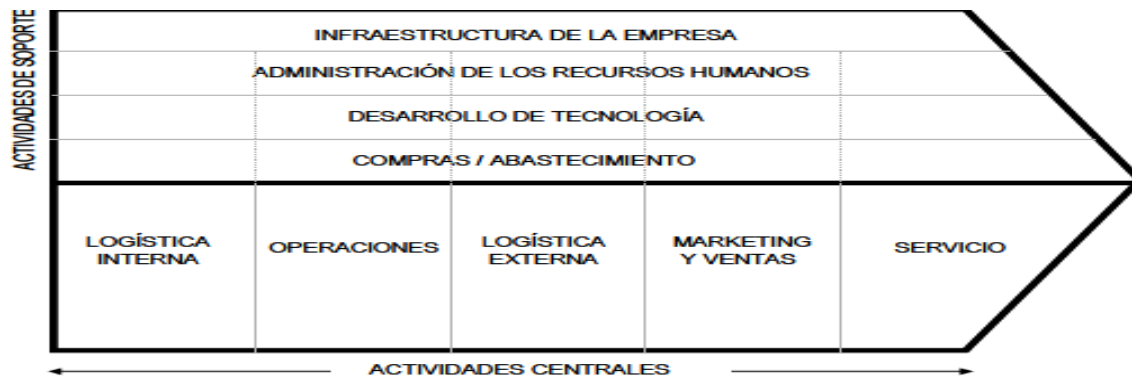 ACTIVIDADES DE SOPORTE
INFRAESTRUCTURA DE LA EMPRESA
ADMINISTRACIÓN DE LOS RECURSOS HUMANOS
DESARROLLO DE TECNOLOGÍA
COMPRAS / ABASTECIMIENTO
LOGÍSTICA
INTERNA
OPERACIONES
LOGÍSTICA
EXTERNA
MARKETING
Y VENTAS
SERVICIO
ACTIVIDADES CENTRALES